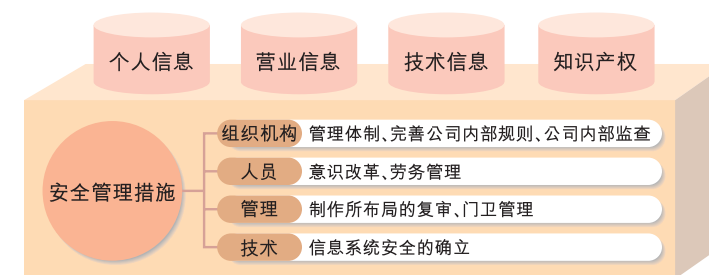 个人信息
营业信息
技术信息
知识产权
安全管理措施
组织机构 管理体制、完善公司内部规则、公司内部监查
人员 意识改革、劳务管理
管理 制作所布局的复审、门卫管理
技术 信息系统安全的确立